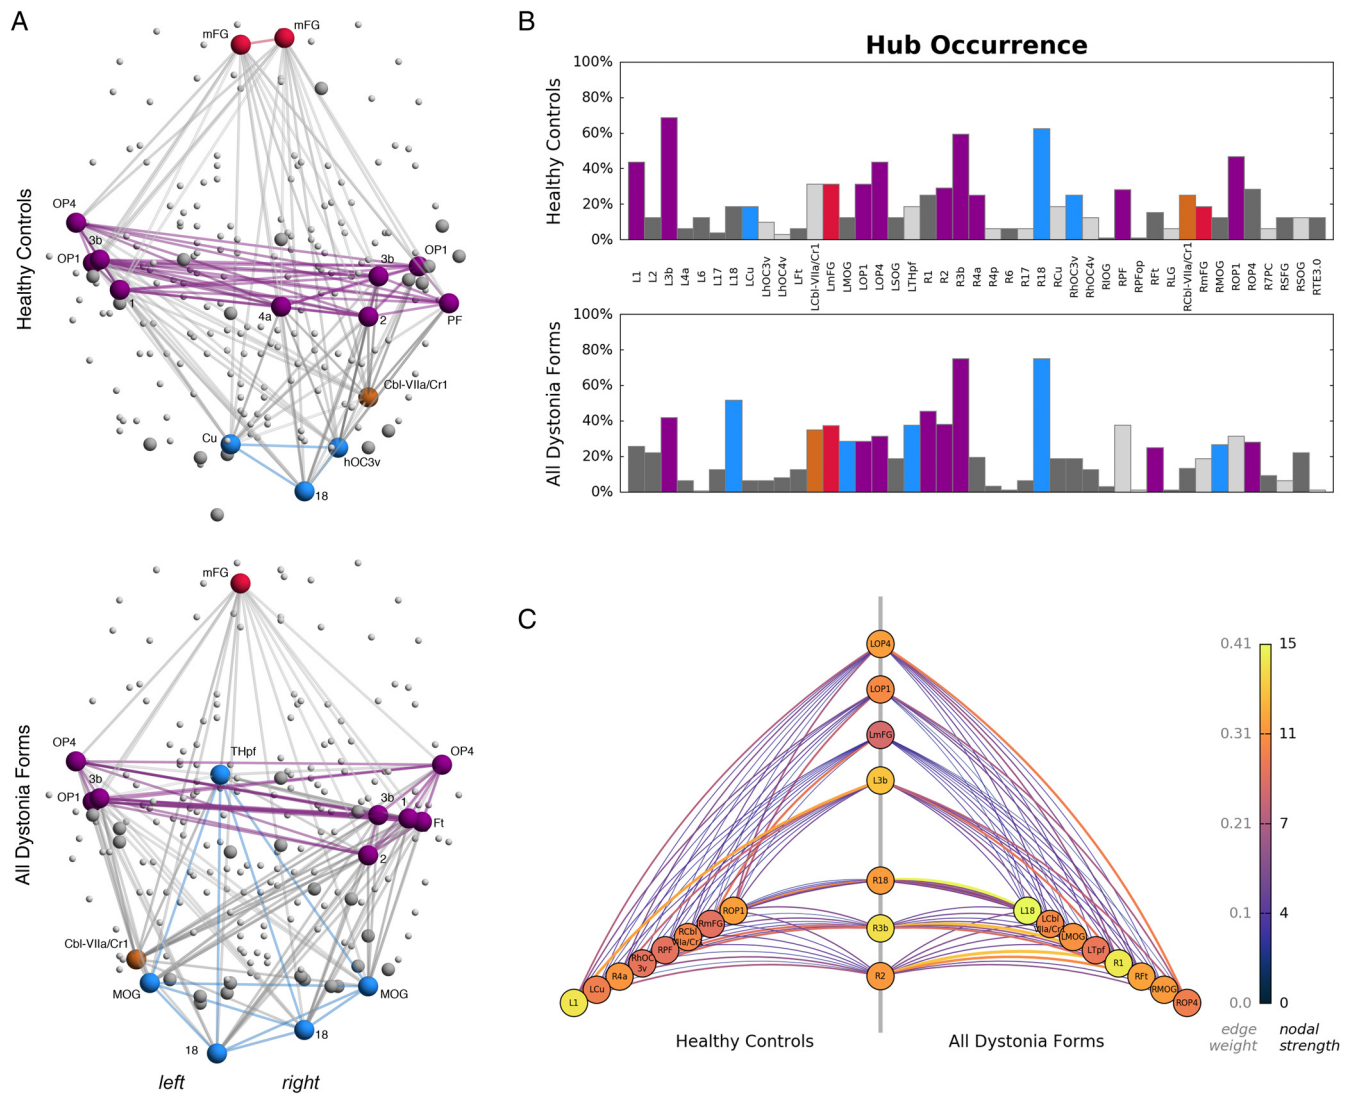 A
mFG
mFG
Healthy Controls
OP4
3b
OP1
1
3b
OP1
4a
2
PF
Cbl-VIIa/Cr1
Cu
hOC3v
18
mFG
All Dystonia Forms
OP4
THpf
OP4
3b
OP1
3b
1
Ft
2
Cbl-VIIa/Cr1
MOG
MOG
18
18
left
right
B
Hub Occurrence
Healthy Controls
100%
80%
60%
40%
20%
0%
L1
L2
L3b
L4a
L6
L17
L18
LCu
LhOC3v
LhOC4v
LFt
LCbl-VIIa/Cr1
LmFG
LMOG
LOP1
LOP4
LSOG
LTHpf
R1
R2
R3b
R4a
R4p
R6
R17
R18
RCu
RhOC3v
RhOC4v
RIOG
RPF
RPFop
RFt
RLG
RCbl-VIIa/Cr1
RmFG
RMOG
ROP1
ROP4
R7PC
RSFG
RSOG
RTE3.0
All Dystonia Forms
100%
80%
60%
40%
20%
0%
C
LOP4
LOP1
LmFG
L3b
R18
R3b
R2
ROP1
RmFG
RCbl
VIIa/Cr1
RPF
RhOC
3v
R4a
LCu
L1
L18
LCbl
VIIa/Cr1
LMOG
LTpf
R1
RFt
RMOG
ROP4
Healthy Controls
All Dystonia Forms
0.41
15
0.31
11
0.21
7
0.1
4
0.0
0
edge
weight
nodal
strength